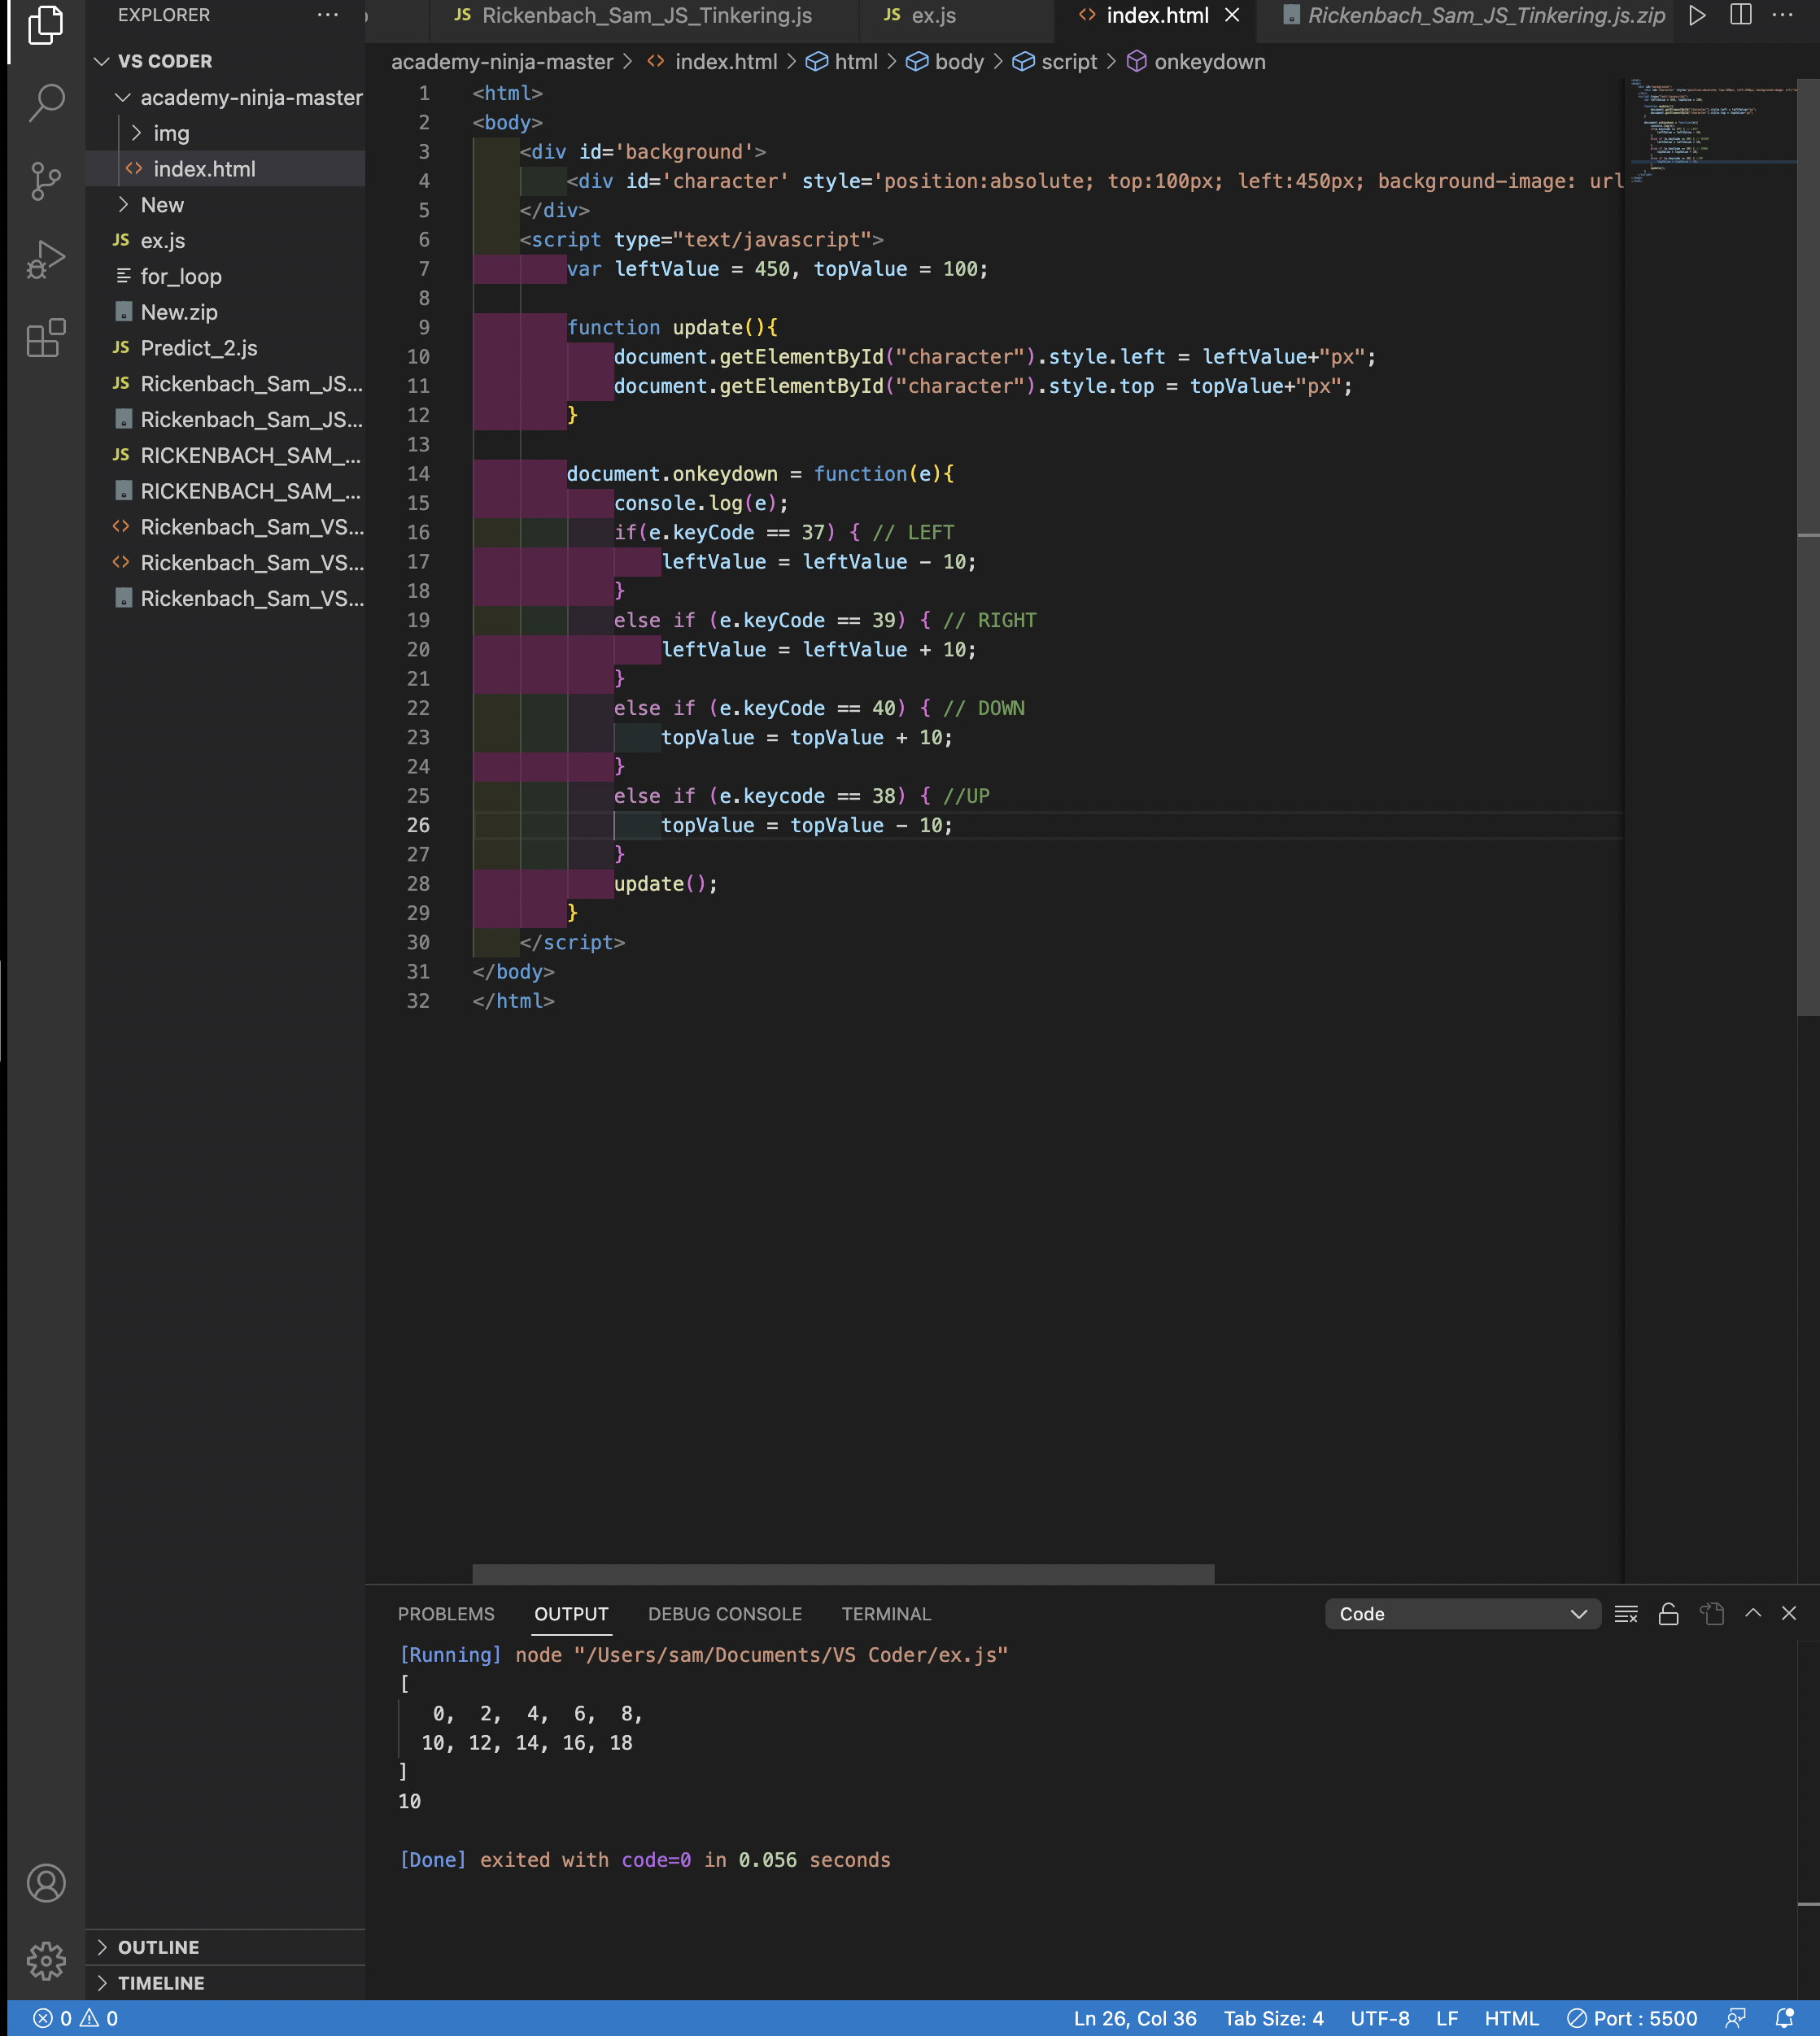 EXPLORER ...
JS Rickenbach_Sam_JS_Tinkering.js
JS ex.js
<> index.html
Rickenbach_Sam_JS_Tinkering.js.zip
VS CODER
academy-ninja-master
img
<> index.html
New
JS ex.js
for_loop
New.zip
JS Predict_2.js
JS Rickenbach_Sam_JS...
Rickenbach_Sam_JS...
JS RICKENBACH_SAM_...
RICKENBACH_SAM_...
<> Rickenbach_Sam_VS...
<> Rickenbach_Sam_VS...
Rickenbach_Sam_VS...
OUTLINE
TIMELINE
academy-ninja-master > <> index.html > html > body > script > onkeydown
1 <html>
2 <body>
3 <div id='background'>
4 <div id='character' style='position:absolute; top:100px; left:450px; background-image: url
5 </div>
6 <script type="text/javascript">
7 var leftValue = 450, topValue = 100;
8
9 function update(){
10 document.getElementById("character").style.left = leftValue+"px";
11 document.getElementById("character").style.top = topValue+"px";
12 }
13
14 document.onkeydown = function(e){
15 console.log(e);
16 if(e.keyCode == 37) { // LEFT
17 leftValue = leftValue - 10;
18 }
19 else if (e.keyCode == 39) { // RIGHT
20 leftValue = leftValue + 10;
21 }
22 else if (e.keyCode == 40) { // DOWN
23 topValue = topValue + 10;
24 }
25 else if (e.keycode == 38) { //UP
26 topValue = topValue - 10;
27 }
28 update();
29 }
30 </script>
31 </body>
32 </html>
PROBLEMS OUTPUT DEBUG CONSOLE TERMINAL Code
[Running] node "/Users/sam/Documents/VS Coder/ex.js"
[
0, 2, 4, 6, 8,
10, 12, 14, 16, 18
]
10
[Done] exited with code=0 in 0.056 seconds
0 0 Ln 26, Col 36 Tab Size: 4 UTF-8 LF HTML Port : 5500